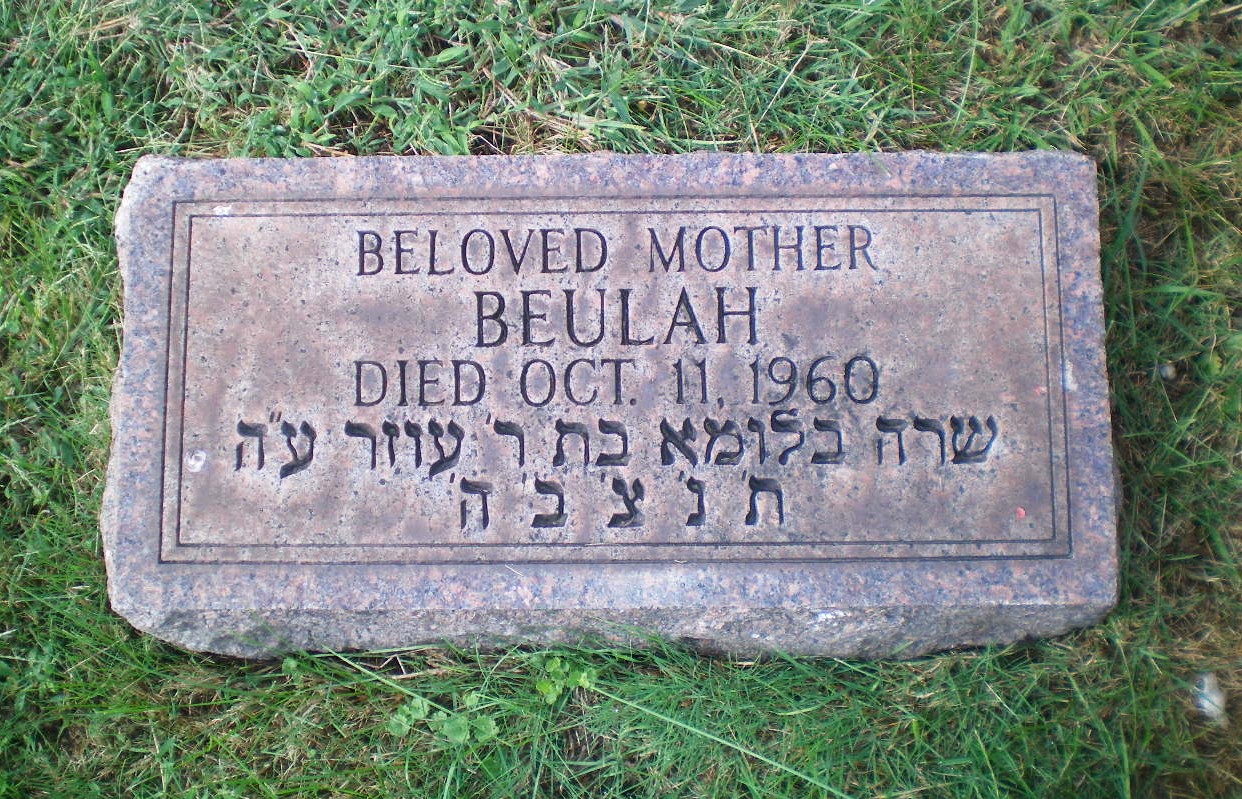 BELOVED MOTHER
BEULAH
DIED OCT. 11, 1960
שרה בלומא בת ר' עוזר ע"ה
ת' נ' צ' ב' ה'